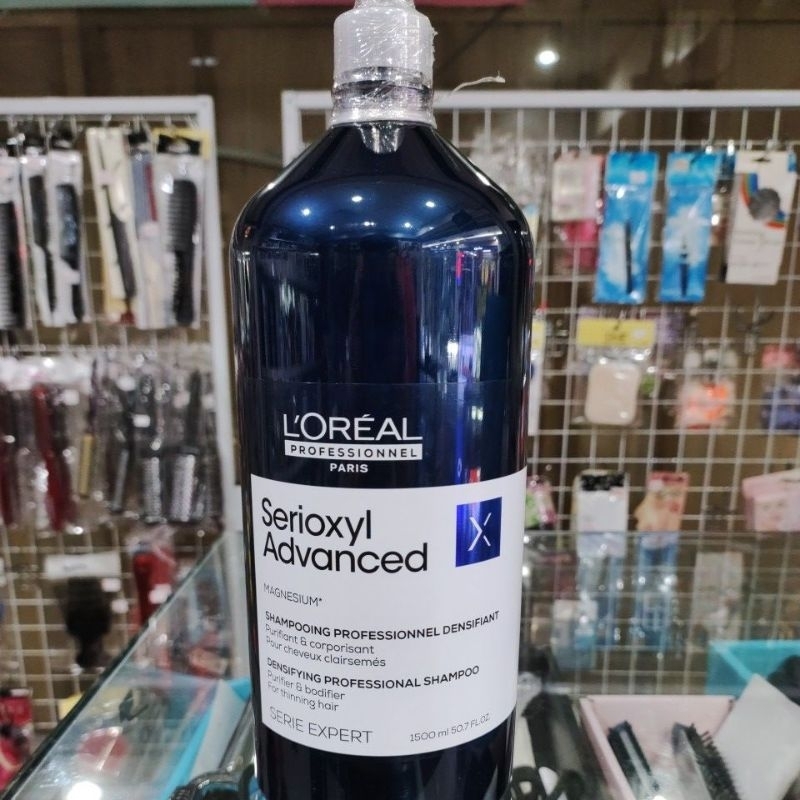 L'ORÉAL
PROFESSIONNEL
PARIS
Serioxyl
Advanced
X
MAGNESIUM*
SHAMPOOING PROFESSIONNEL DENSIFIANT
Purifiant & corporisant
Pour cheveux clairsemés
DENSIFYING PROFESSIONAL SHAMPOO
Purifier & bodifier
For thinning hair
SERIE EXPERT
1500 ml 50.7 FL.OZ.